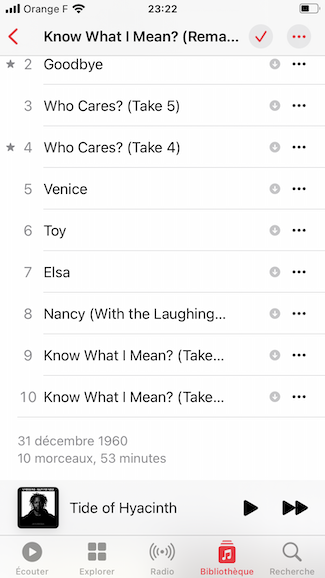 Orange F 23:22
Know What I Mean? (Rema...
2 Goodbye
3 Who Cares? (Take 5)
4 Who Cares? (Take 4)
5 Venice
6 Toy
7 Elsa
8 Nancy (With the Laughing...
9 Know What I Mean? (Take...
10 Know What I Mean? (Take...
31 décembre 1960
10 morceaux, 53 minutes
Tide of Hyacinth
Écouter Explorer Radio Bibliothèque Recherche